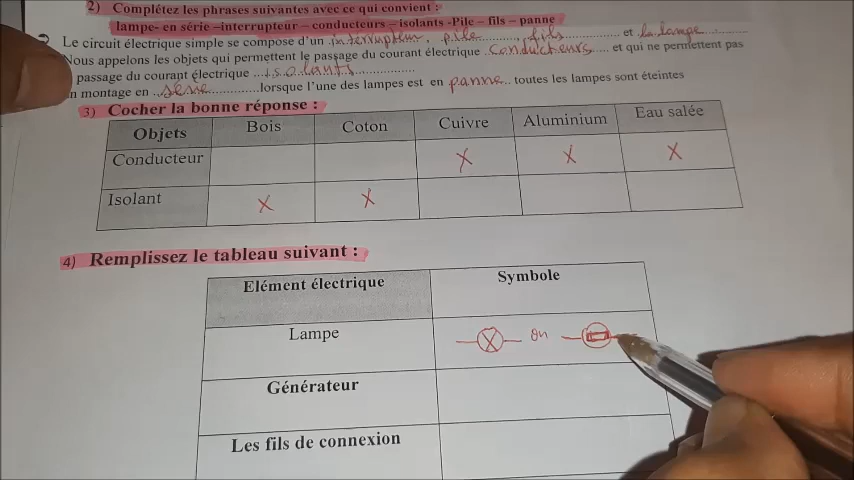 2) Complétez les phrases suivantes avec ce qui convient :
lampe- en série –interrupteur – conducteurs – isolants -Pile – fils – panne
Le circuit électrique simple se compose d'un interrupteur, pile, fils et la lampe
Nous appelons les objets qui permettent le passage du courant électrique conducteurs et qui ne permettent pas
passage du courant électrique isolants
n montage en série lorsque l'une des lampes est en panne toutes les lampes sont éteintes
3) Cocher la bonne réponse :
Objets Bois Coton Cuivre Aluminium Eau salée
Conducteur X X X
Isolant X X
4) Remplissez le tableau suivant :
Elément électrique Symbole
Lampe ou
Générateur
Les fils de connexion